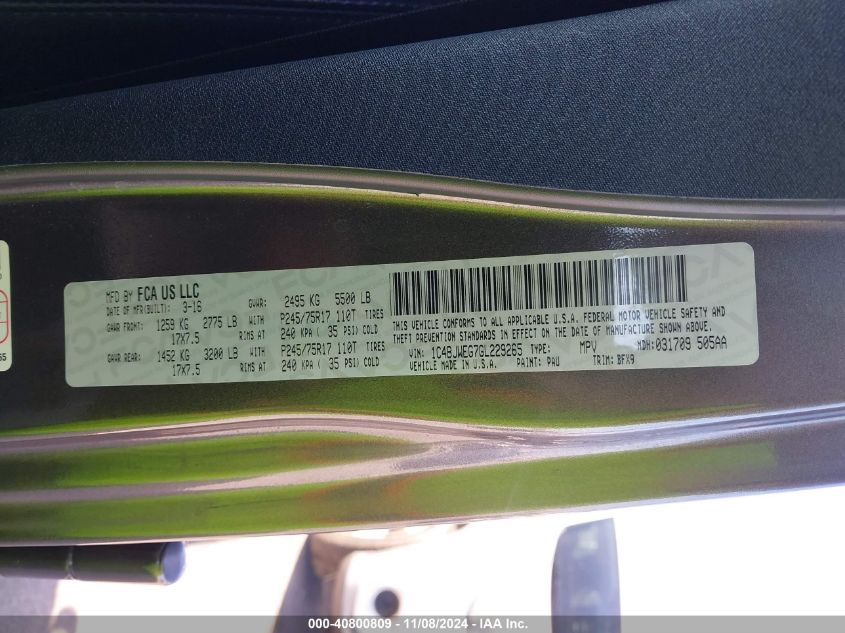 MFD BY FCA US LLC
DATE OF MFR(BUILT): 3-16 GVWR: 2495 KG 5500 LB
GAWR FRONT: 1259 KG 2775 LB WITH P245/75R17 110T TIRES
17X7.5 RIMS AT 240 KPA ( 35 PSI) COLD
GAWR REAR: 1452 KG 3200 LB WITH P245/75R17 110T TIRES
17X7.5 RIMS AT 240 KPA ( 35 PSI) COLD
THIS VEHICLE CONFORMS TO ALL APPLICABLE U.S.A. FEDERAL MOTOR VEHICLE SAFETY AND
THEFT PREVENTION STANDARDS IN EFFECT ON THE DATE OF MANUFACTURE SHOWN ABOVE.
VIN: 1C4BJWEG7GL229265 TYPE: MPV MDH: 031709 505AA
VEHICLE MADE IN U.S.A. PAINT: PAU TRIM: BFX9
000-40800809 - 11/08/2024 - IAA Inc.